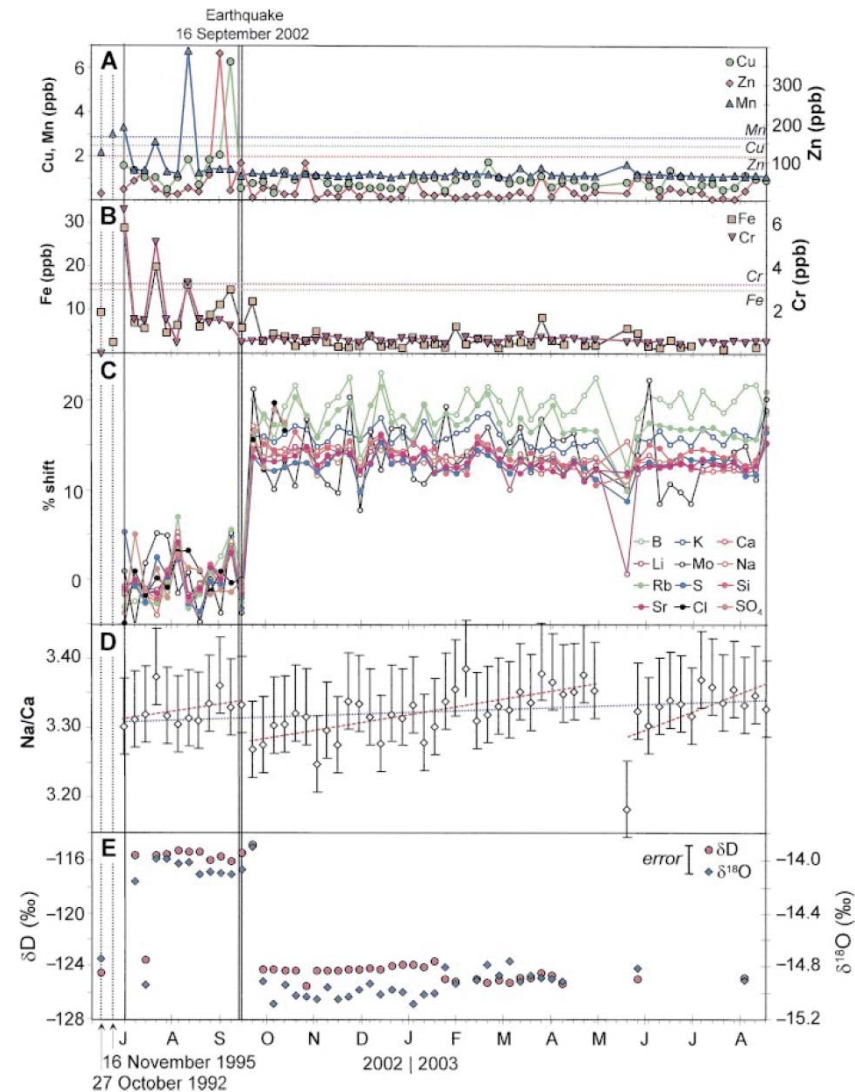 Earthquake
16 September 2002
A
Cu, Mn (ppb)
6
4
2
Cu
Zn
Mn
Mn
Cu
Zn
300
200
100
Zn (ppb)
B
Fe (ppb)
30
20
10
Fe
Cr
Cr
Fe
6
4
2
Cr (ppb)
C
% shift
20
10
0
B K Ca
Li Mo Na
Rb S Si
Sr Cl SO₄
D
Na/Ca
3.40
3.30
3.20
E
δD (‰)
−116
−120
−124
−128
error
δD
δ¹⁸O
−14.0
−14.4
−14.8
−15.2
δ¹⁸O (‰)
J A S O N D J F M A M J J A
16 November 1995
2002 | 2003
27 October 1992